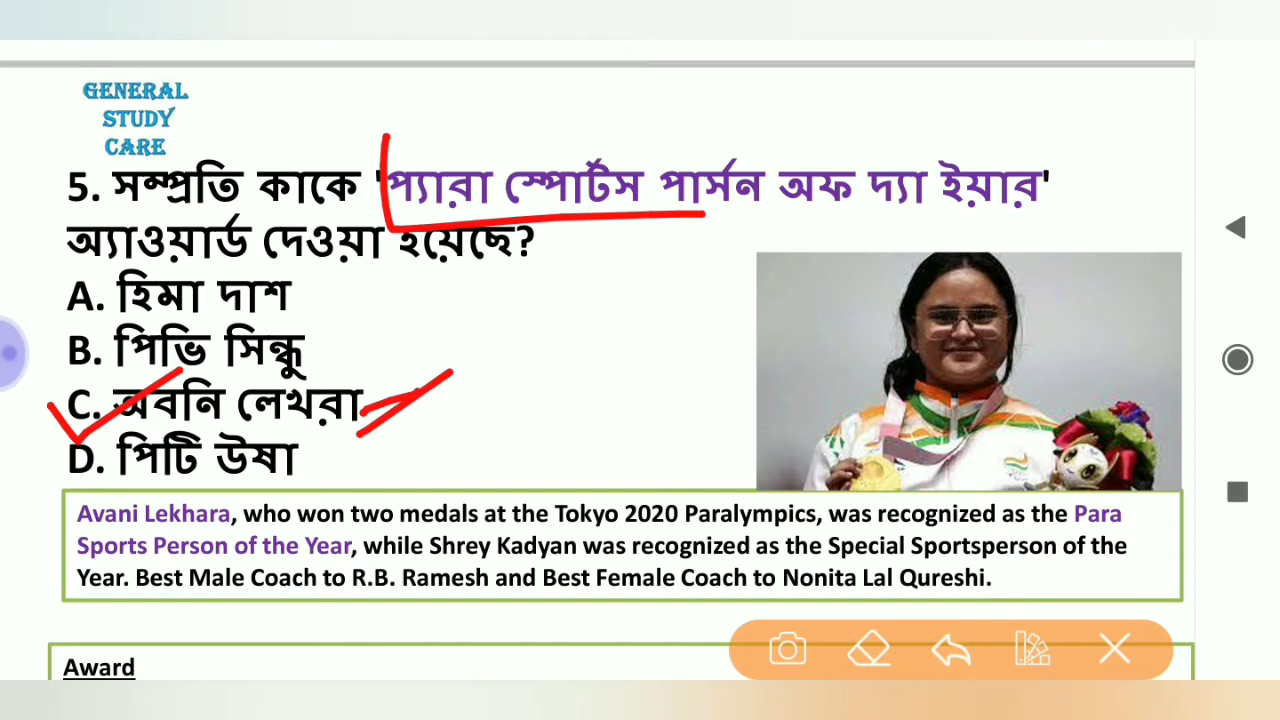 GENERAL
STUDY
CARE
5. সম্প্রতি কাকে 'প্যারা স্পোর্টস পার্সন অফ দ্যা ইয়ার'
অ্যাওয়ার্ড দেওয়া হয়েছে?
A. হিমা দাশ
B. পিভি সিন্ধু
C. অবনি লেখরা
D. পিটি উষা
Avani Lekhara, who won two medals at the Tokyo 2020 Paralympics, was recognized as the Para
Sports Person of the Year, while Shrey Kadyan was recognized as the Special Sportsperson of the
Year. Best Male Coach to R.B. Ramesh and Best Female Coach to Nonita Lal Qureshi.
Award